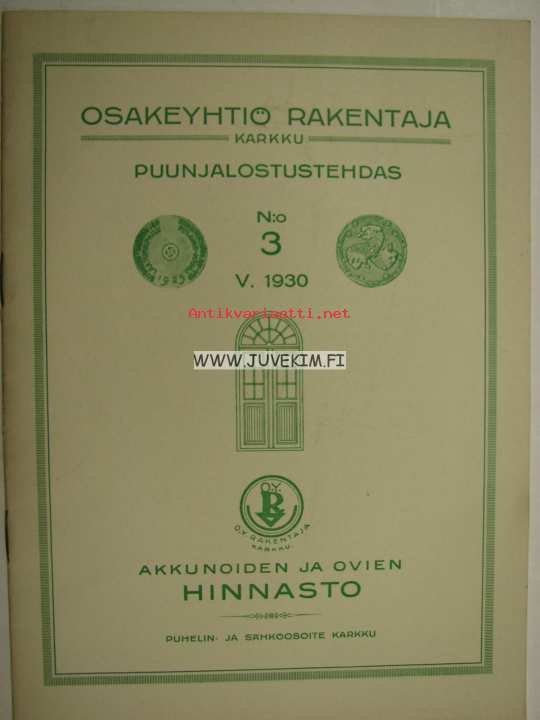 OSAKEYHTIÖ RAKENTAJA
KARKKU
PUUNJALOSTUSTEHDAS
N:o
3
V. 1930
Antikvariaatti.net
WWW.JUVEKIM.FI
O.Y.
R
O.Y. RAKENTAJA
KARKKU.
AKKUNOIDEN JA OVIEN
HINNASTO
PUHELIN- JA SÄHKÖOSOITE KARKKU